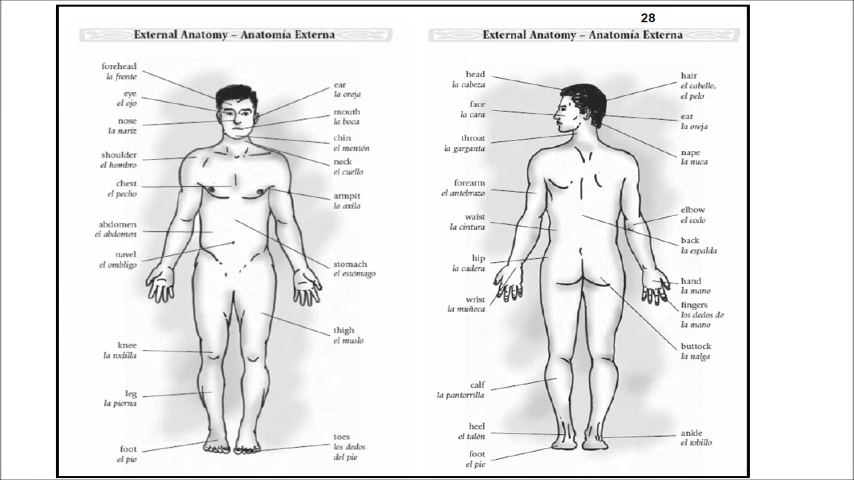 28
External Anatomy – Anatomía Externa
forehead
la frente
eye
el ojo
nose
la nariz
shoulder
el hombro
chest
el pecho
abdomen
el abdomen
navel
el ombligo
knee
la rodilla
leg
la pierna
foot
el pie
ear
la oreja
mouth
la boca
chin
el mentón
neck
el cuello
armpit
la axila
stomach
el estómago
thigh
el muslo
toes
los dedos
del pie
External Anatomy – Anatomía Externa
head
la cabeza
face
la cara
throat
la garganta
forearm
el antebrazo
waist
la cintura
hip
la cadera
wrist
la muñeca
calf
la pantorrilla
heel
el talón
foot
el pie
hair
el cabello,
el pelo
ear
la oreja
nape
la nuca
elbow
el codo
back
la espalda
hand
la mano
fingers
los dedos de
la mano
buttock
la nalga
ankle
el tobillo